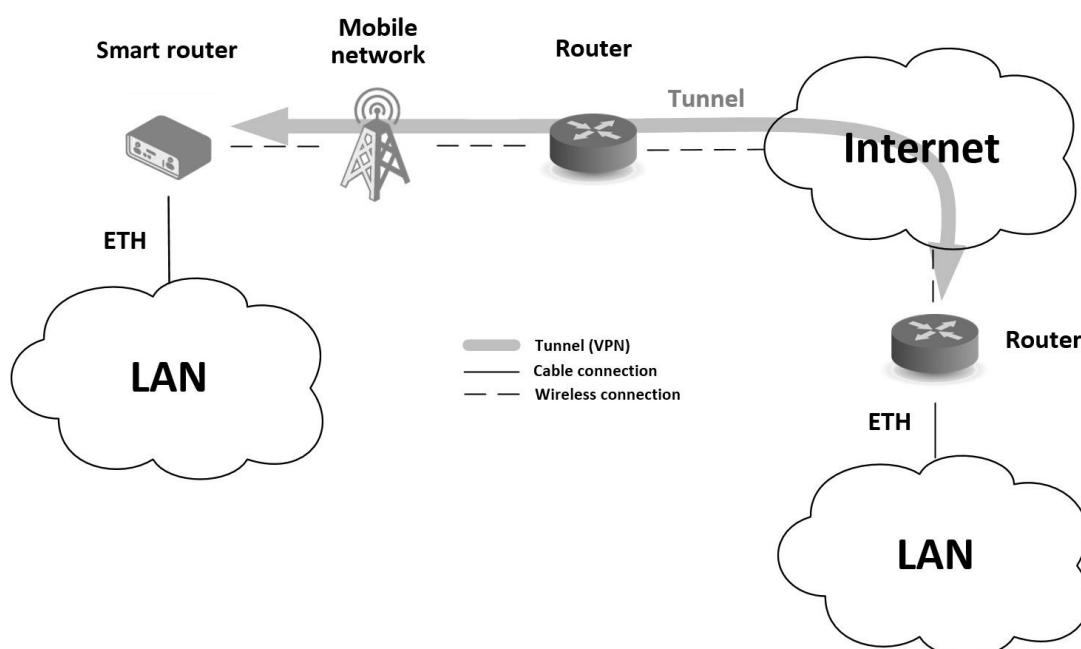 Smart router
Mobile
network
Router
Tunnel
Internet
ETH
LAN
Tunnel (VPN)
Cable connection
Wireless connection
Router
ETH
LAN